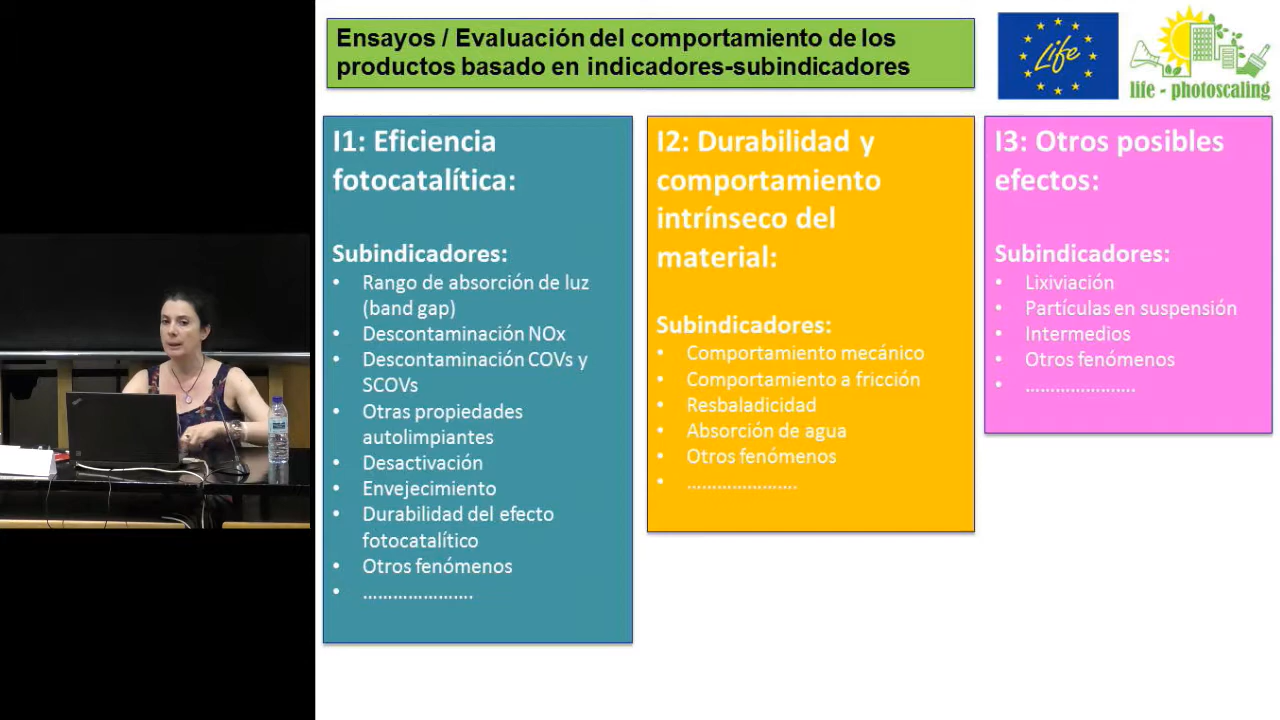 Ensayos / Evaluación del comportamiento de los
productos basado en indicadores-subindicadores
Life
life - photoscaling
I1: Eficiencia
fotocatalítica:
Subindicadores:
• Rango de absorción de luz
(band gap)
• Descontaminación NOx
• Descontaminación COVs y
SCOVs
• Otras propiedades
autolimpiantes
• Desactivación
• Envejecimiento
• Durabilidad del efecto
fotocatalítico
• Otros fenómenos
• .....................
I2: Durabilidad y
comportamiento
intrínseco del
material:
Subindicadores:
• Comportamiento mecánico
• Comportamiento a fricción
• Resbaladicidad
• Absorción de agua
• Otros fenómenos
• .....................
I3: Otros posibles
efectos:
Subindicadores:
• Lixiviación
• Partículas en suspensión
• Intermedios
• Otros fenómenos
• .....................